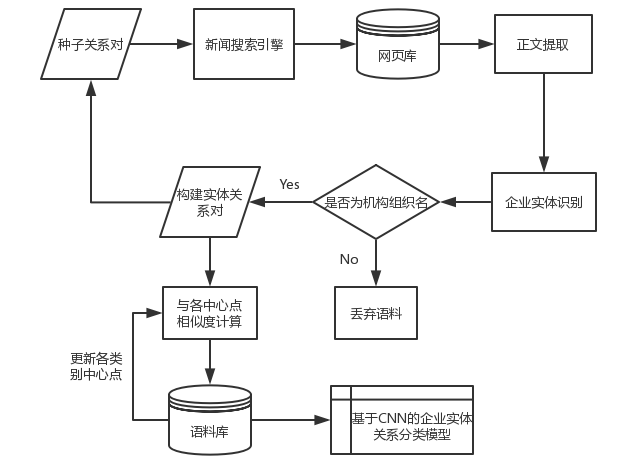 种子关系对
新闻搜索引擎
网页库
正文提取
构建实体关
系对
Yes
是否为机构组织名
企业实体识别
No
与各中心点
相似度计算
丢弃语料
更新各类
别中心点
语料库
基于CNN的企业实体
关系分类模型